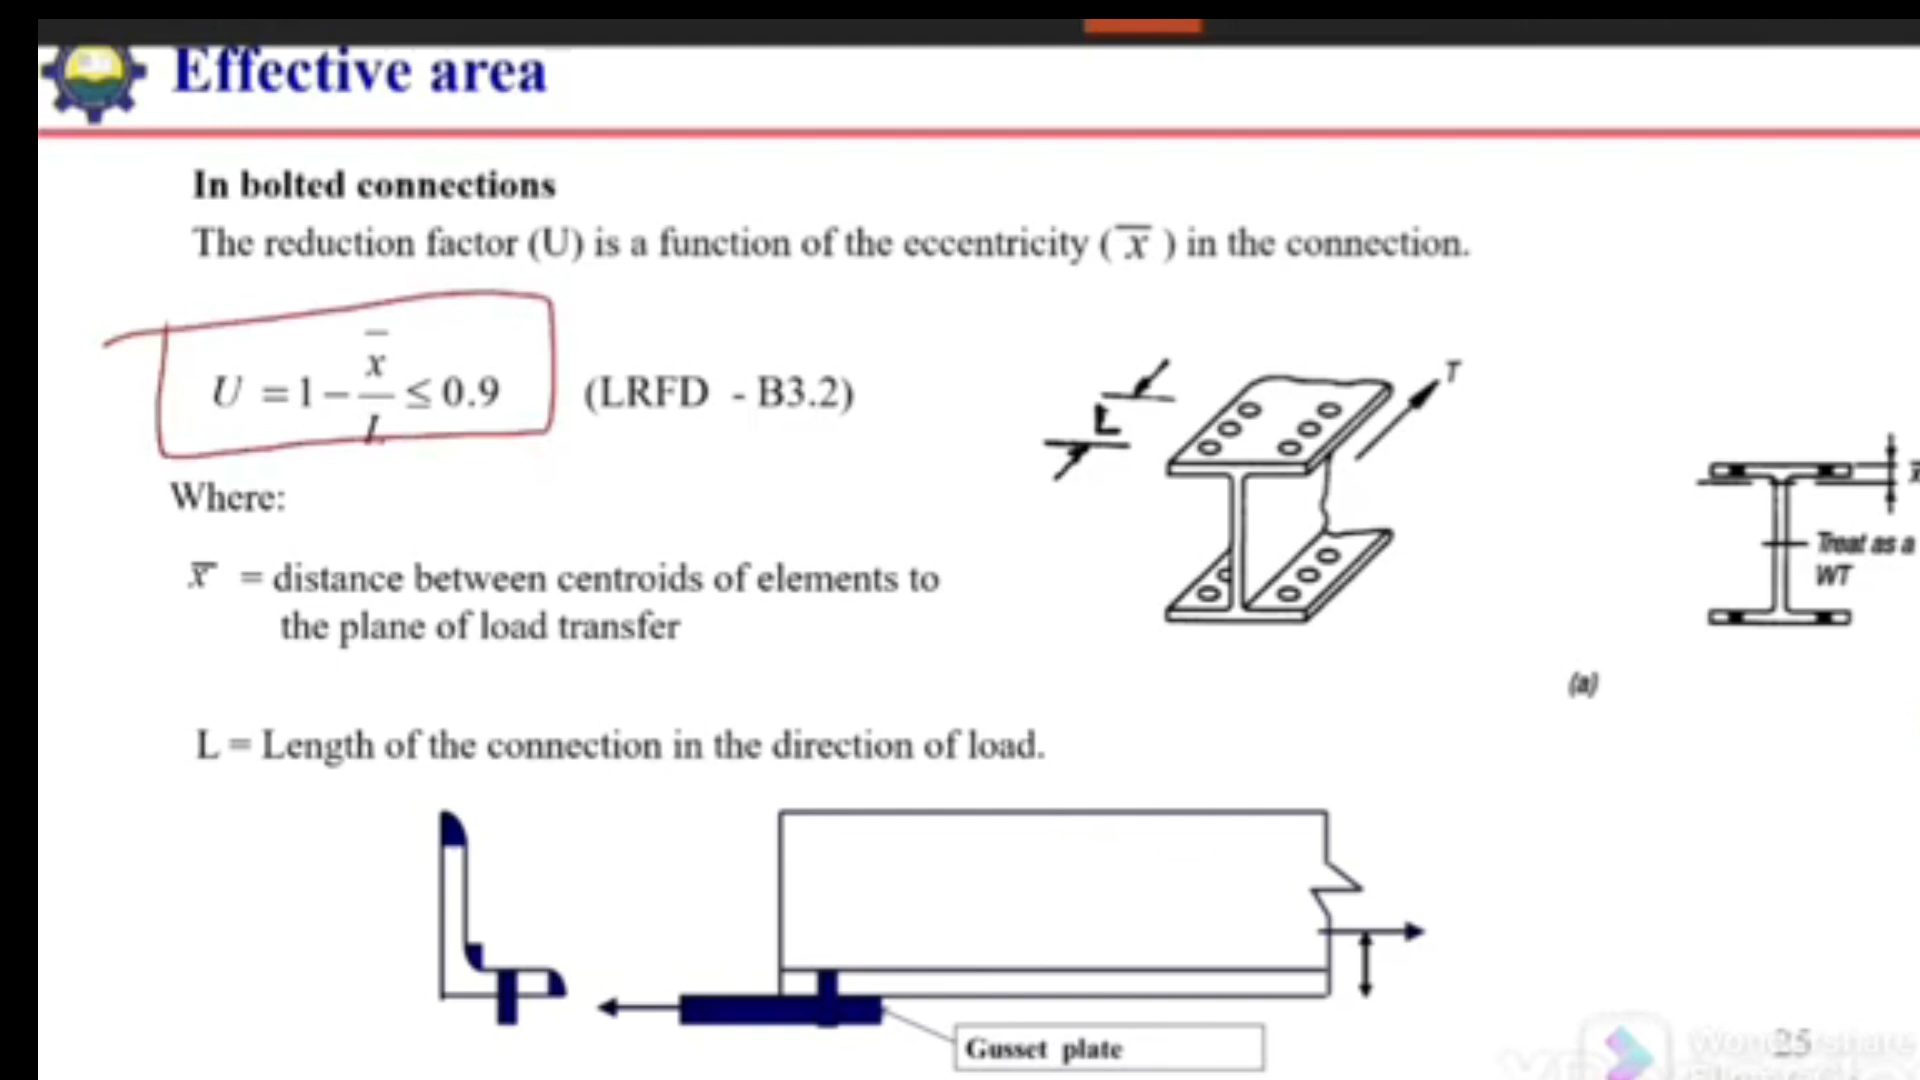 Effective area
In bolted connections
The reduction factor (U) is a function of the eccentricity ( x̅ ) in the connection.
U = 1 − x̅/L ≤ 0.9 (LRFD - B3.2)
L
T
x̅
Where:
Treat as a
WT
x̅ = distance between centroids of elements to
the plane of load transfer
(a)
L = Length of the connection in the direction of load.
Gusset plate
25